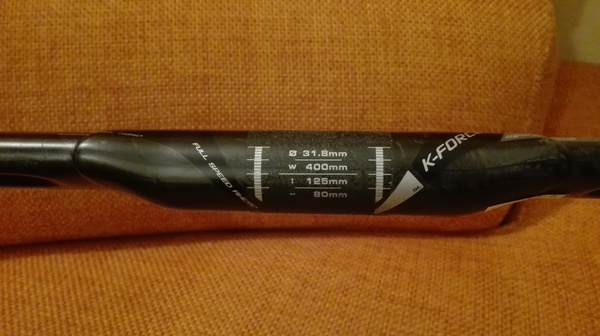 FULL SPEED AHEAD
Ø 31.8mm
W 400mm
125mm
80mm
K-FORC